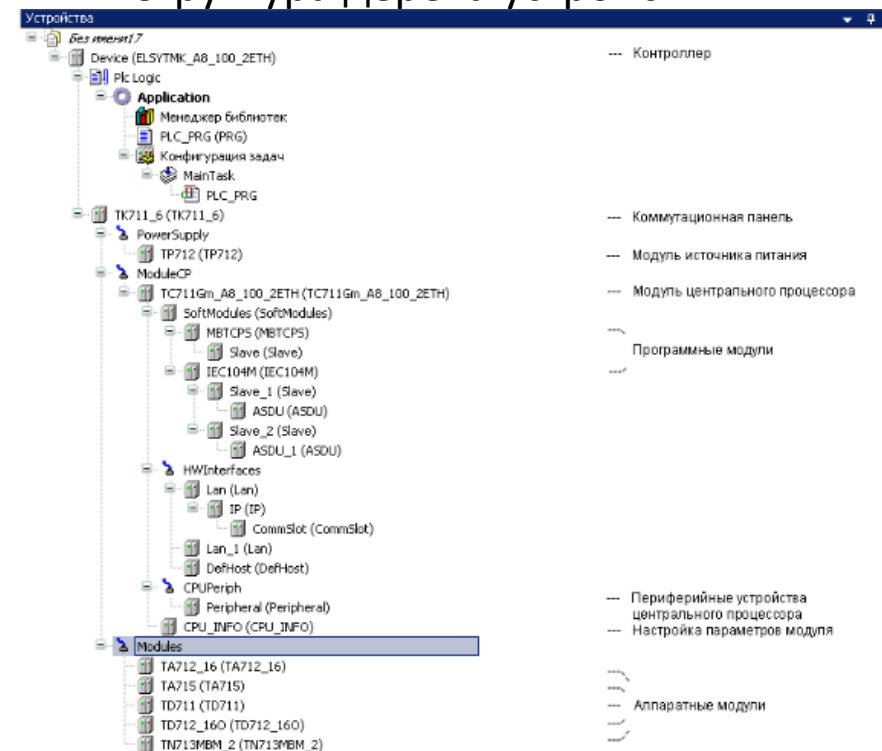 Структура дерева устройств
Устройства
Без имени17
Device (ELSYTMK_A8_100_2ETH) --- Контроллер
Plc Logic
Application
Менеджер библиотек
PLC_PRG (PRG)
Конфигурация задач
MainTask
PLC_PRG
TK711_6 (TK711_6) --- Коммутационная панель
PowerSupply
TP712 (TP712) --- Модуль источника питания
ModuleCP
TC711Gm_A8_100_2ETH (TC711Gm_A8_100_2ETH) --- Модуль центрального процессора
SoftModules (SoftModules)
MBTCPS (MBTCPS)
Slave (Slave) Программные модули
IEC104M (IEC104M)
Slave_1 (Slave)
ASDU (ASDU)
Slave_2 (Slave)
ASDU_1 (ASDU)
HWInterfaces
Lan (Lan)
IP (IP)
CommSlot (CommSlot)
Lan_1 (Lan)
DefHost (DefHost)
CPUPeriph
Peripheral (Peripheral) --- Периферийные устройства
центрального процессора
CPU_INFO (CPU_INFO) --- Настройка параметров модуля
Modules
TA712_16 (TA712_16)
TA715 (TA715)
TD711 (TD711) --- Аппаратные модули
TD712_16O (TD712_16O)
TN713MBM_2 (TN713MBM_2)